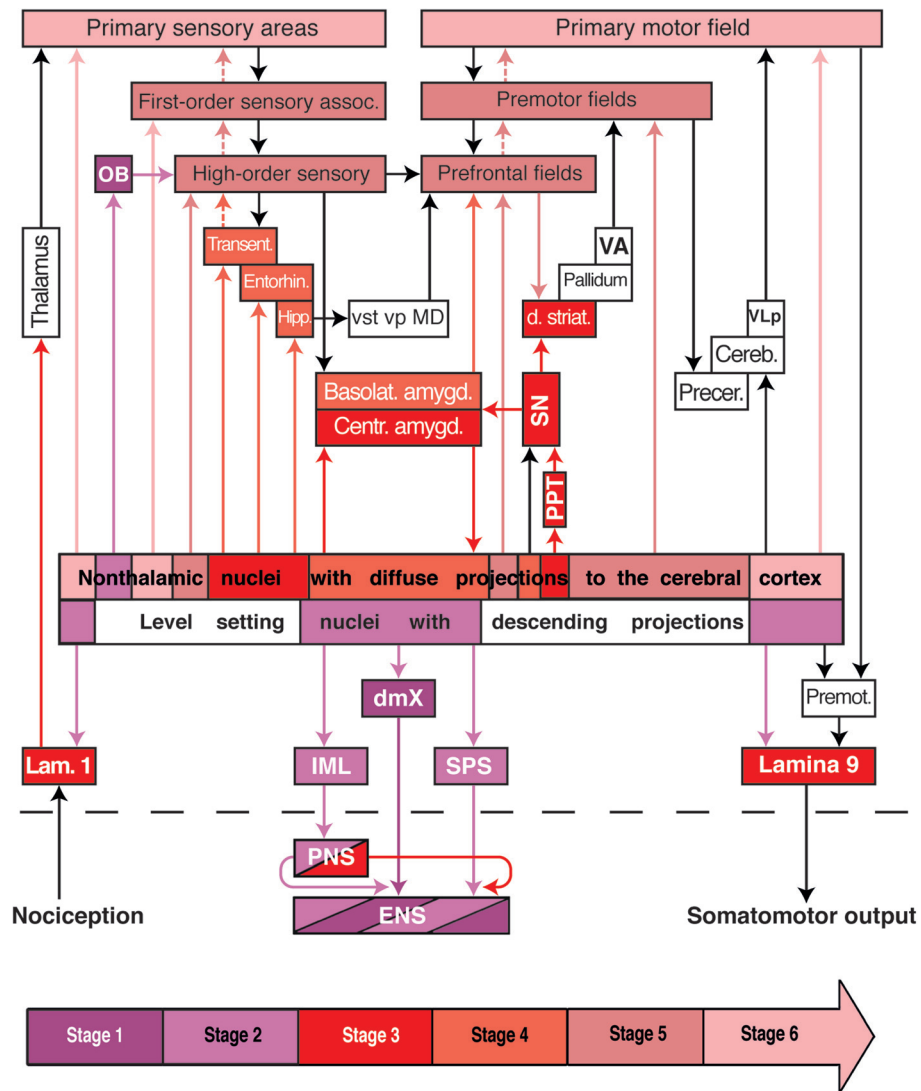 Primary sensory areas
Primary motor field
First-order sensory assoc.
Premotor fields
OB
High-order sensory
Prefrontal fields
Thalamus
Transent.
VA
Entorhin.
Pallidum
Hipp.
vst vp MD
d. striat.
VLp
Cereb.
Basolat. amygd.
SN
Precer.
Centr. amygd.
PPT
Nonthalamic nuclei with diffuse projections to the cerebral cortex
Level setting nuclei with descending projections
dmX
Premot.
Lam. 1
IML
SPS
Lamina 9
PNS
Nociception
ENS
Somatomotor output
Stage 1
Stage 2
Stage 3
Stage 4
Stage 5
Stage 6